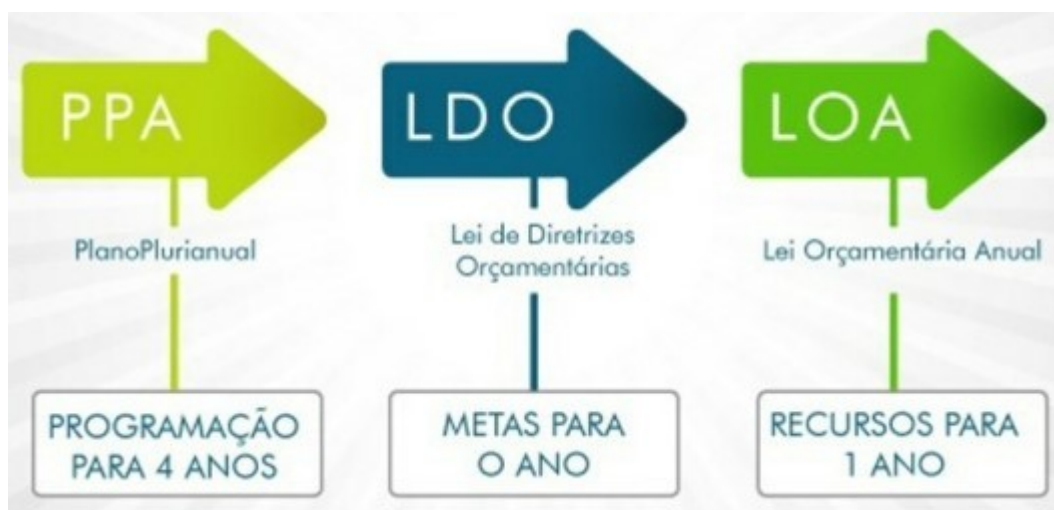 PPA
PlanoPlurianual
PROGRAMAÇÃO
PARA 4 ANOS
LDO
Lei de Diretrizes
Orçamentárias
METAS PARA
O ANO
LOA
Lei Orçamentária Anual
RECURSOS PARA
1 ANO